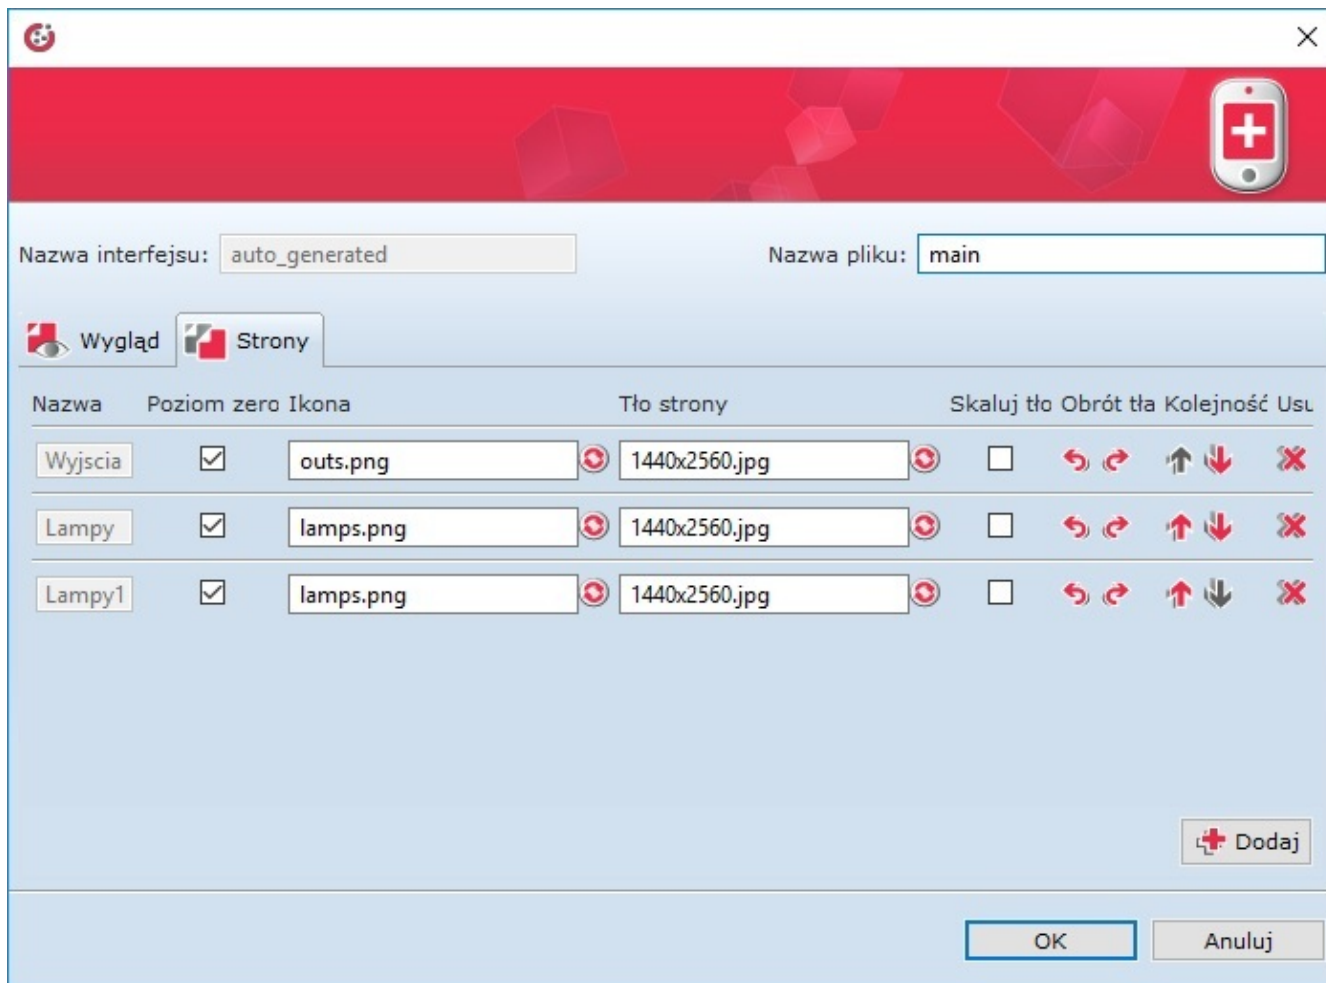 Nazwa interfejsu: auto_generated Nazwa pliku: main
Wygląd Strony
Nazwa Poziom zero Ikona Tło strony Skaluj tło Obrót tła Kolejność Usu
Wyjscia outs.png 1440x2560.jpg
Lampy lamps.png 1440x2560.jpg
Lampy1 lamps.png 1440x2560.jpg
Dodaj
OK Anuluj